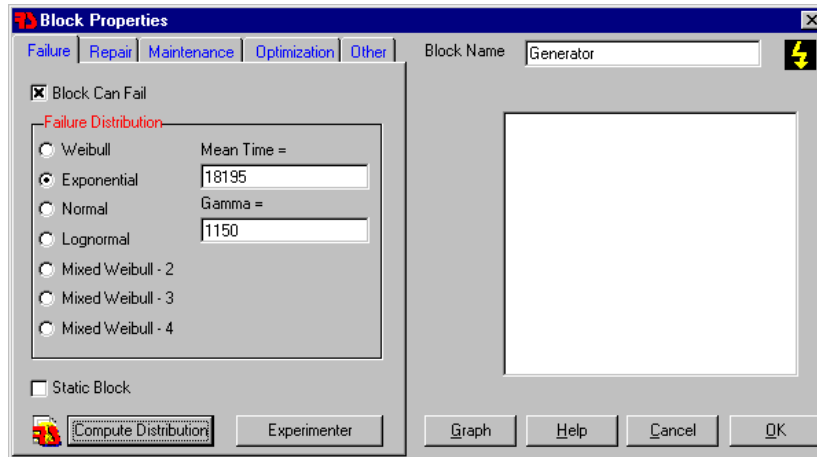 Block Properties
Failure Repair Maintenance Optimization Other
Block Name Generator
Block Can Fail
Failure Distribution
Weibull
Exponential
Normal
Lognormal
Mixed Weibull - 2
Mixed Weibull - 3
Mixed Weibull - 4
Mean Time =
18195
Gamma =
1150
Static Block
Compute Distribution Experimenter
Graph Help Cancel OK